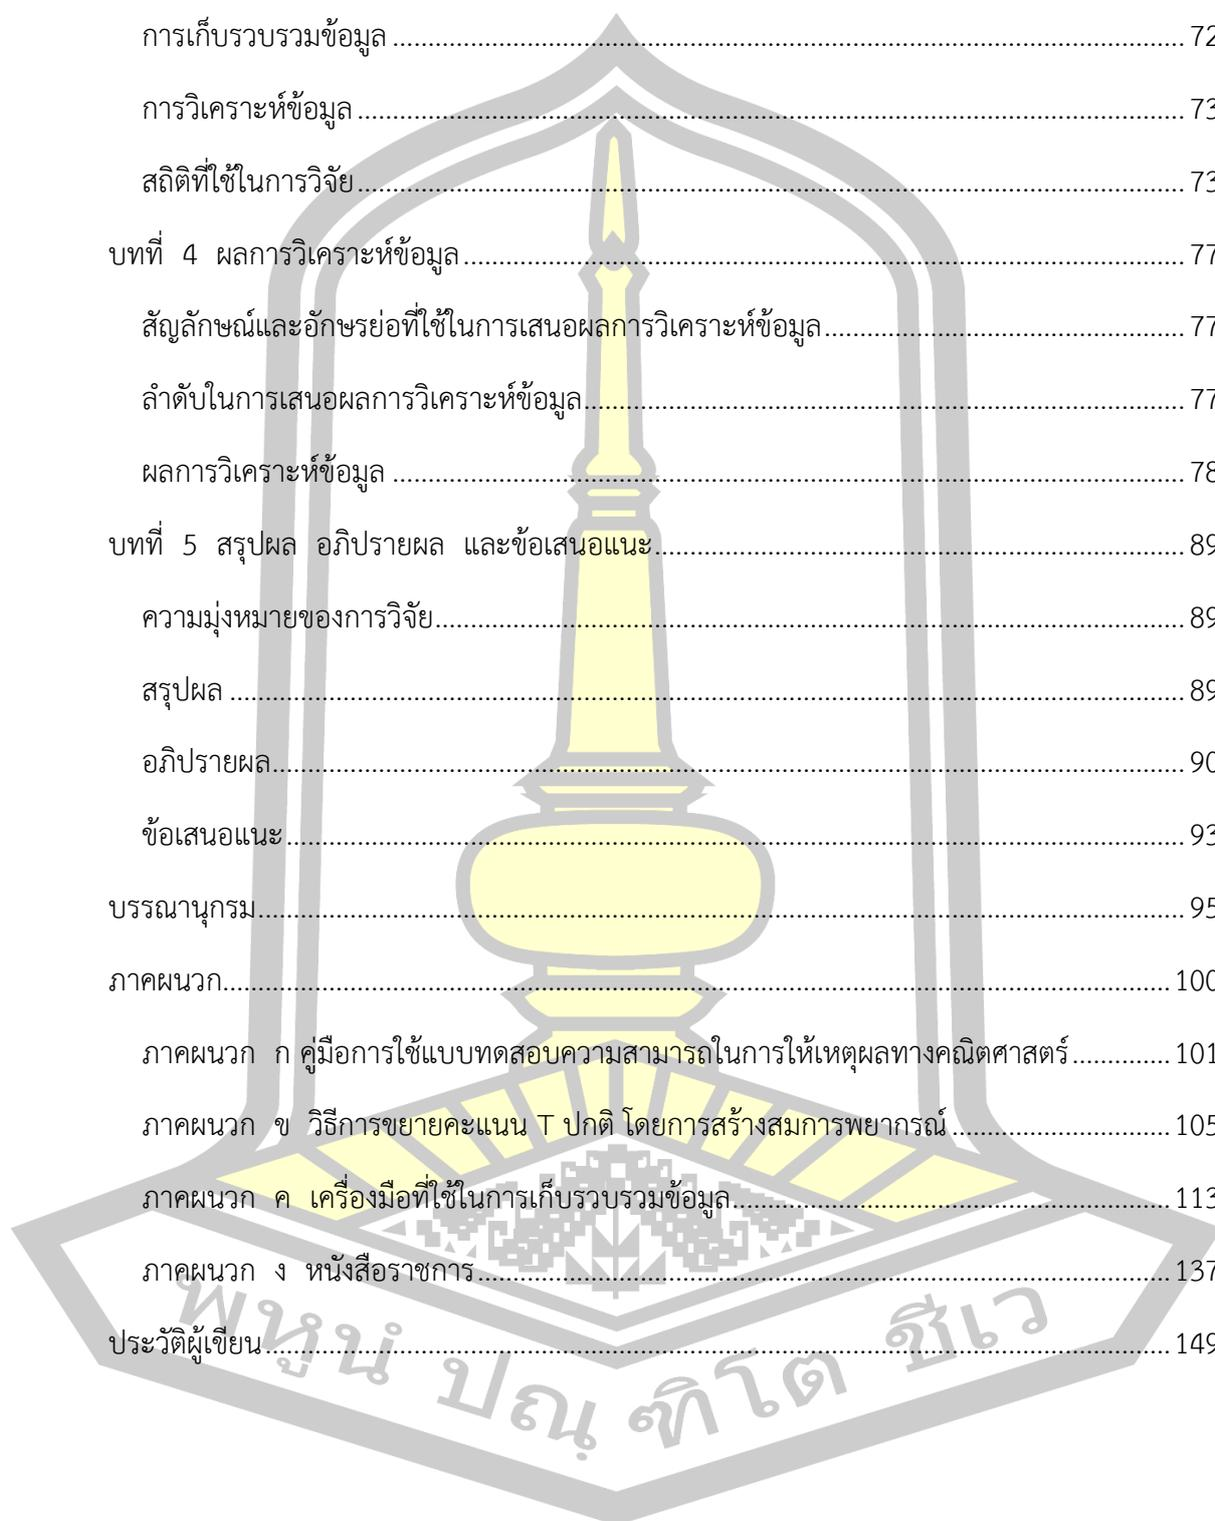 การเก็บรวบรวมข้อมูล ........ 72
การวิเคราะห์ข้อมูล ........ 73
สถิติที่ใช้ในการวิจัย ........ 73
บทที่ 4 ผลการวิเคราะห์ข้อมูล ........ 77
สัญลักษณ์และอักษรย่อที่ใช้ในการเสนอผลการวิเคราะห์ข้อมูล ........ 77
ลำดับในการเสนอผลการวิเคราะห์ข้อมูล ........ 77
ผลการวิเคราะห์ข้อมูล ........ 78
บทที่ 5 สรุปผล อภิปรายผล และข้อเสนอแนะ ........ 89
ความมุ่งหมายของการวิจัย ........ 89
สรุปผล ........ 89
อภิปรายผล ........ 90
ข้อเสนอแนะ ........ 93
บรรณานุกรม ........ 95
ภาคผนวก ........ 100
ภาคผนวก ก คู่มือการใช้แบบทดสอบความสามารถในการให้เหตุผลทางคณิตศาสตร์ ........ 101
ภาคผนวก ข วิธีการขยายคะแนน T ปกติ โดยการสร้างสมการพยากรณ์ ........ 105
ภาคผนวก ค เครื่องมือที่ใช้ในการเก็บรวบรวมข้อมูล ........ 113
ภาคผนวก ง หนังสือราชการ ........ 137
ประวัติผู้เขียน ........ 149
พหูนํ ปณฺฑิโต ชีเว